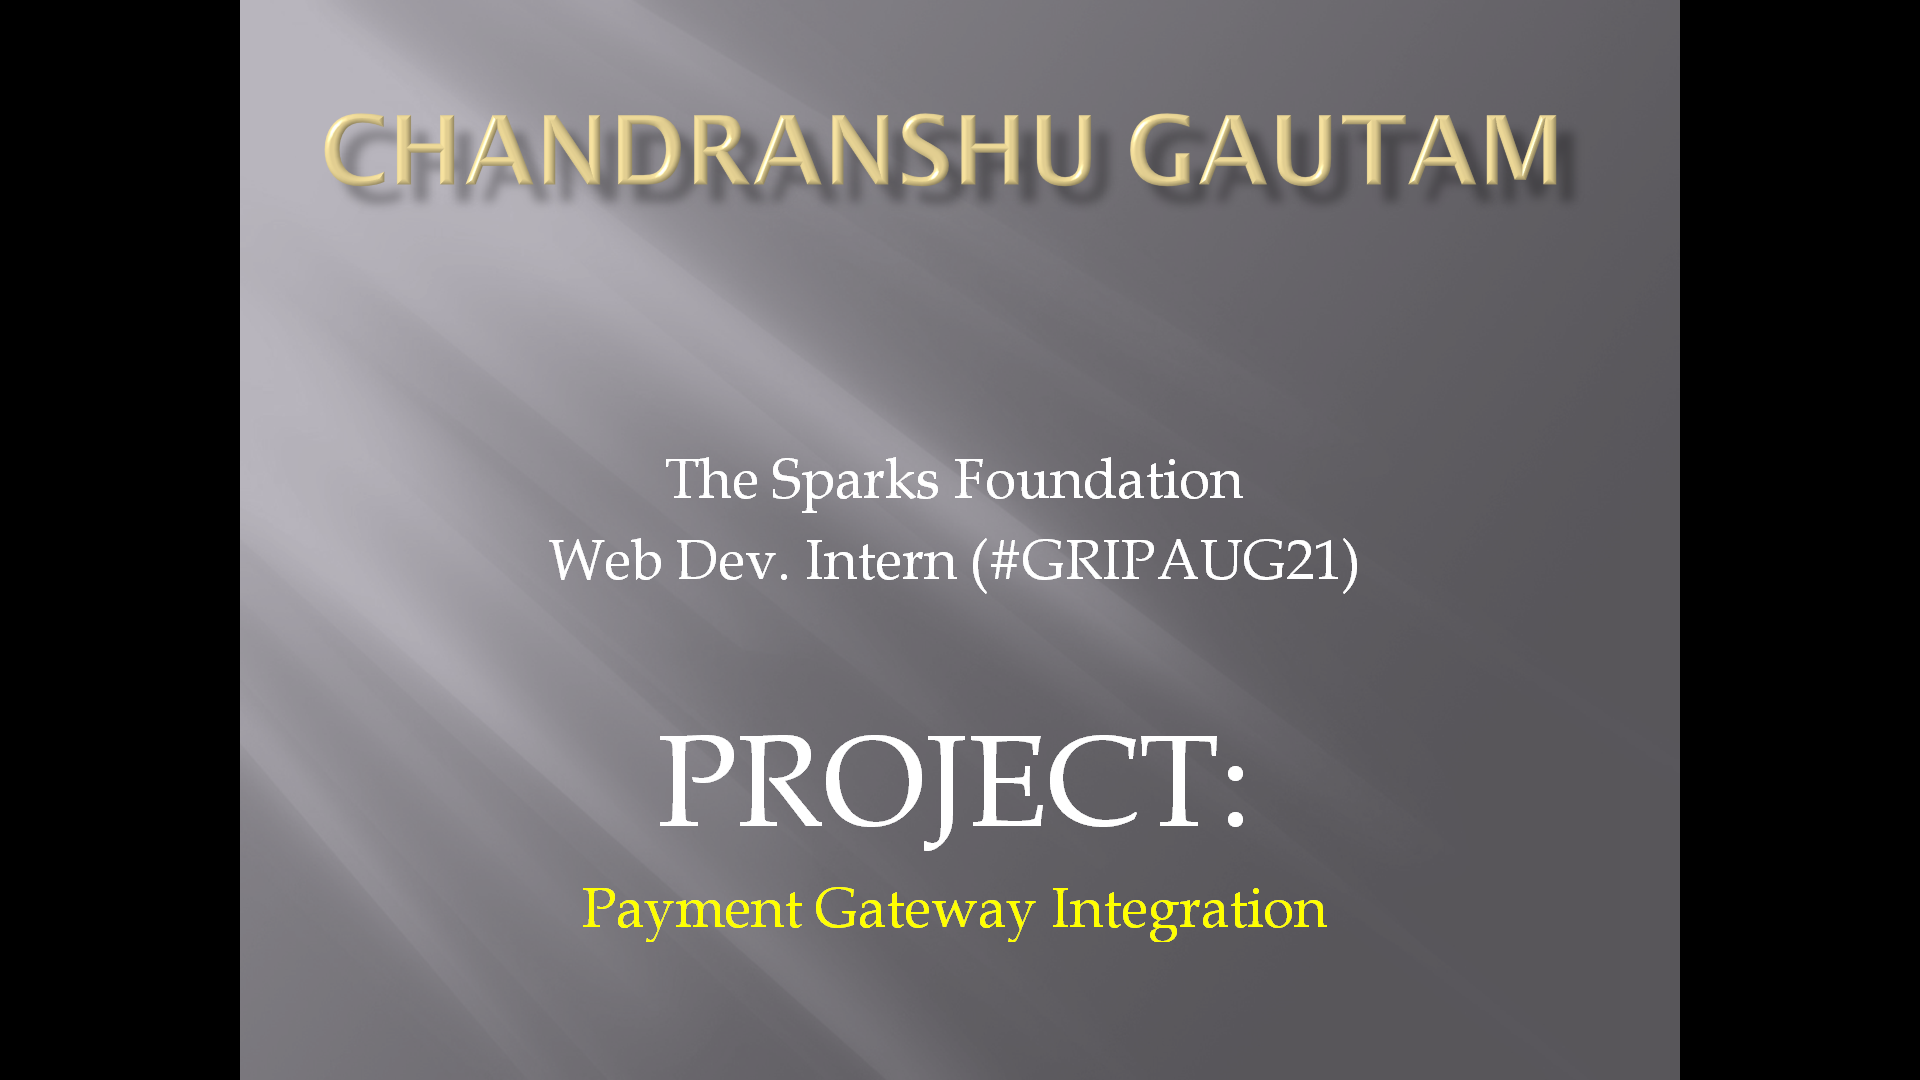 CHANDRANSHU GAUTAM
The Sparks Foundation
Web Dev. Intern (#GRIPAUG21)
PROJECT:
Payment Gateway Integration